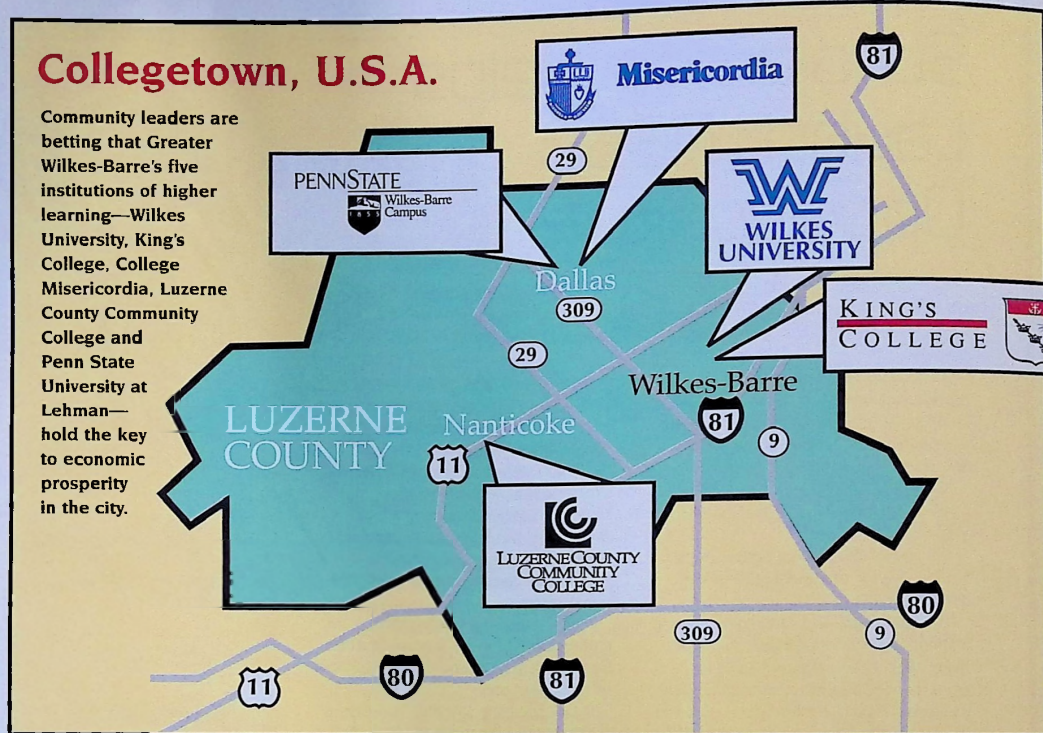 Collegetown, U.S.A.
Community leaders are
betting that Greater
Wilkes-Barre's five
institutions of higher
learning—Wilkes
University, King's
College, College
Misericordia, Luzerne
County Community
College and
Penn State
University at
Lehman—
hold the key
to economic
prosperity
in the city.
Misericordia
81
29
PENNSTATE
1855
Wilkes-Barre
Campus
WILKES
UNIVERSITY
Dallas
309
KING'S
COLLEGE
29
Wilkes-Barre
LUZERNE
COUNTY
Nanticoke
81
9
11
LUZERNE COUNTY
COMMUNITY
COLLEGE
80
309
9
11
80
81